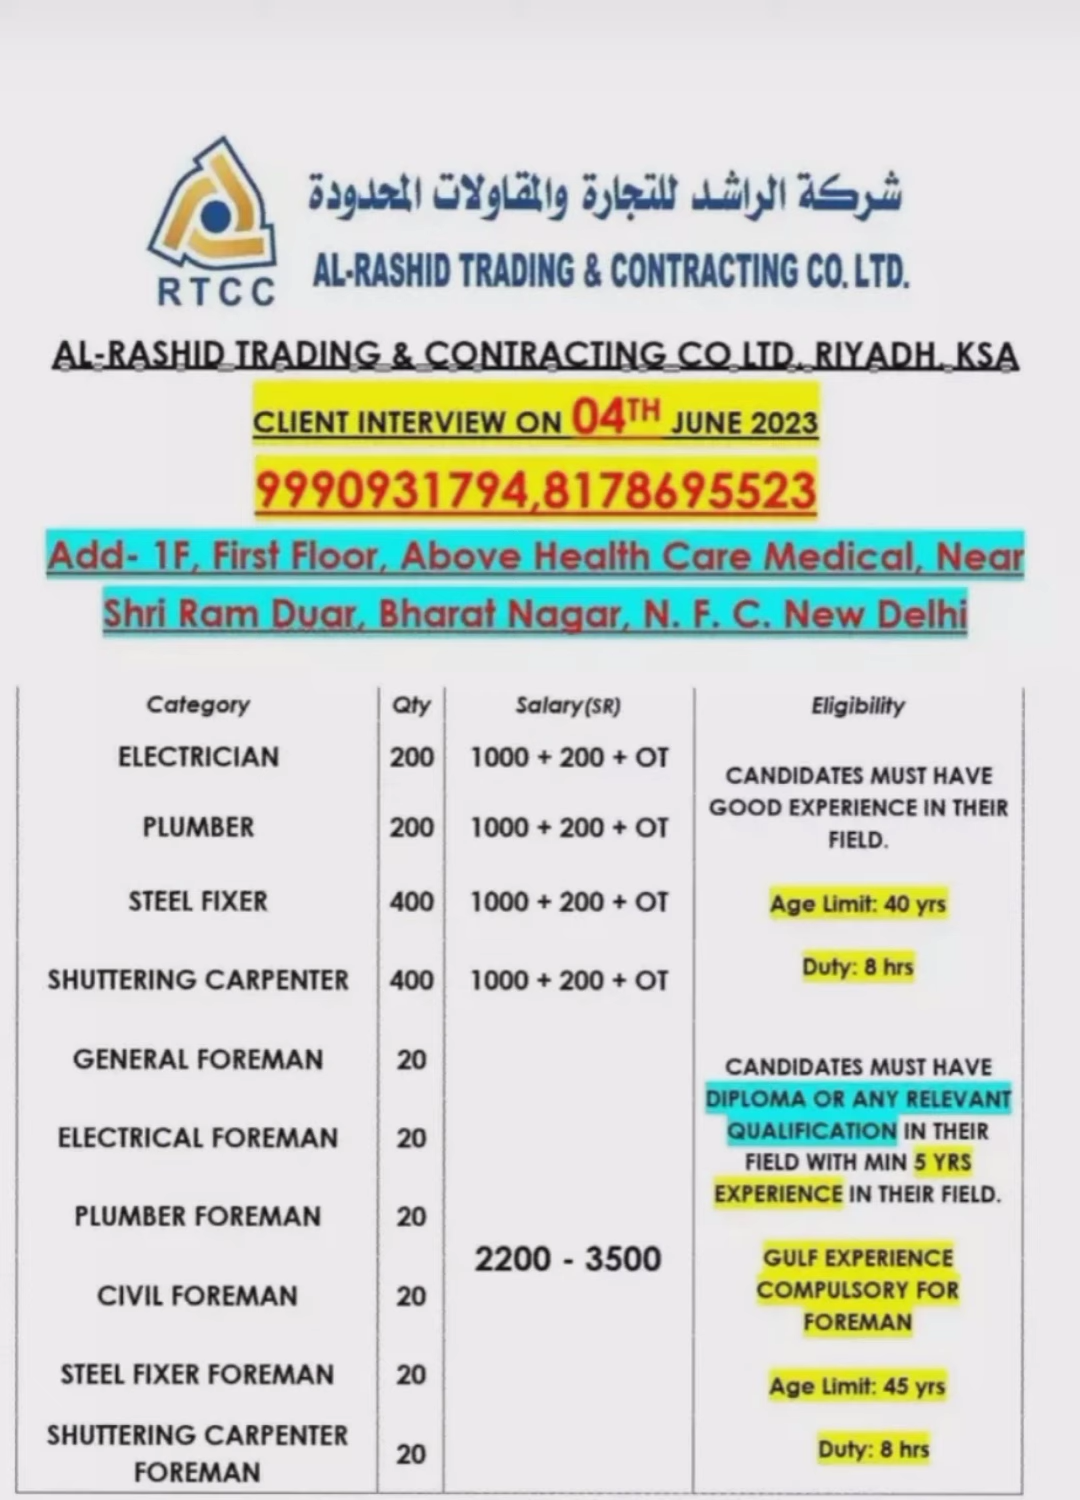 شركة الراشد للتجارة والمقاولات المحدودة
RTCC
AL-RASHID TRADING & CONTRACTING CO. LTD.
AL-RASHID TRADING & CONTRACTING CO LTD, RIYADH, KSA
CLIENT INTERVIEW ON 04TH JUNE 2023
9990931794,8178695523
Add- 1F, First Floor, Above Health Care Medical, Near
Shri Ram Duar, Bharat Nagar, N. F. C. New Delhi
Category Qty Salary(SR) Eligibility
ELECTRICIAN 200 1000 + 200 + OT
PLUMBER 200 1000 + 200 + OT
STEEL FIXER 400 1000 + 200 + OT
SHUTTERING CARPENTER 400 1000 + 200 + OT
CANDIDATES MUST HAVE
GOOD EXPERIENCE IN THEIR
FIELD.
Age Limit: 40 yrs
Duty: 8 hrs
GENERAL FOREMAN 20
ELECTRICAL FOREMAN 20
PLUMBER FOREMAN 20
CIVIL FOREMAN 20
STEEL FIXER FOREMAN 20
SHUTTERING CARPENTER
FOREMAN 20
2200 - 3500
CANDIDATES MUST HAVE
DIPLOMA OR ANY RELEVANT
QUALIFICATION IN THEIR
FIELD WITH MIN 5 YRS
EXPERIENCE IN THEIR FIELD.
GULF EXPERIENCE
COMPULSORY FOR
FOREMAN
Age Limit: 45 yrs
Duty: 8 hrs